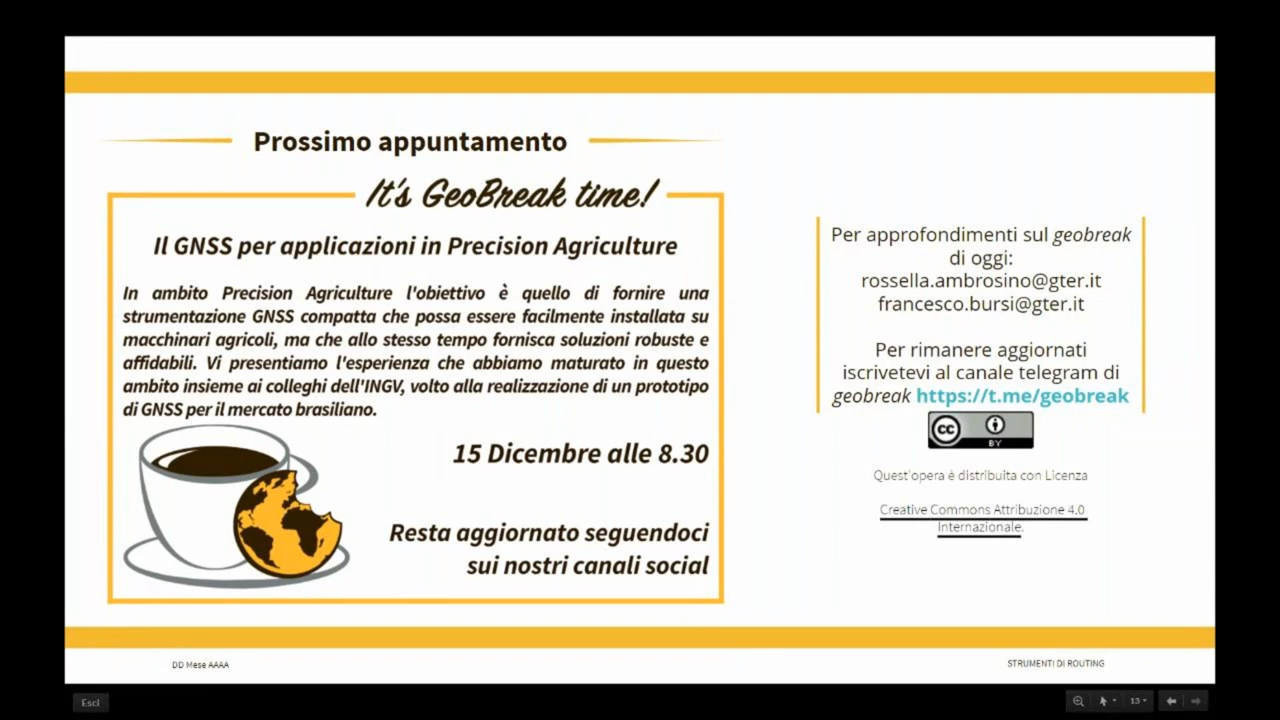 Prossimo appuntamento
It's GeoBreak time!
Il GNSS per applicazioni in Precision Agriculture
In ambito Precision Agriculture l'obiettivo è quello di fornire una
strumentazione GNSS compatta che possa essere facilmente installata su
macchinari agricoli, ma che allo stesso tempo fornisca soluzioni robuste e
affidabili. Vi presentiamo l'esperienza che abbiamo maturato in questo
ambito insieme ai colleghi dell'INGV, volto alla realizzazione di un prototipo
di GNSS per il mercato brasiliano.
15 Dicembre alle 8.30
Resta aggiornato seguendoci
sui nostri canali social
Per approfondimenti sul geobreak
di oggi:
rossella.ambrosino@gter.it
francesco.bursi@gter.it
Per rimanere aggiornati
iscrivetevi al canale telegram di
geobreak https://t.me/geobreak
cc
BY
Quest'opera è distribuita con Licenza
Creative Commons Attribuzione 4.0
Internazionale.
DD Mese AAAA
STRUMENTI DI ROUTING
Esci
13